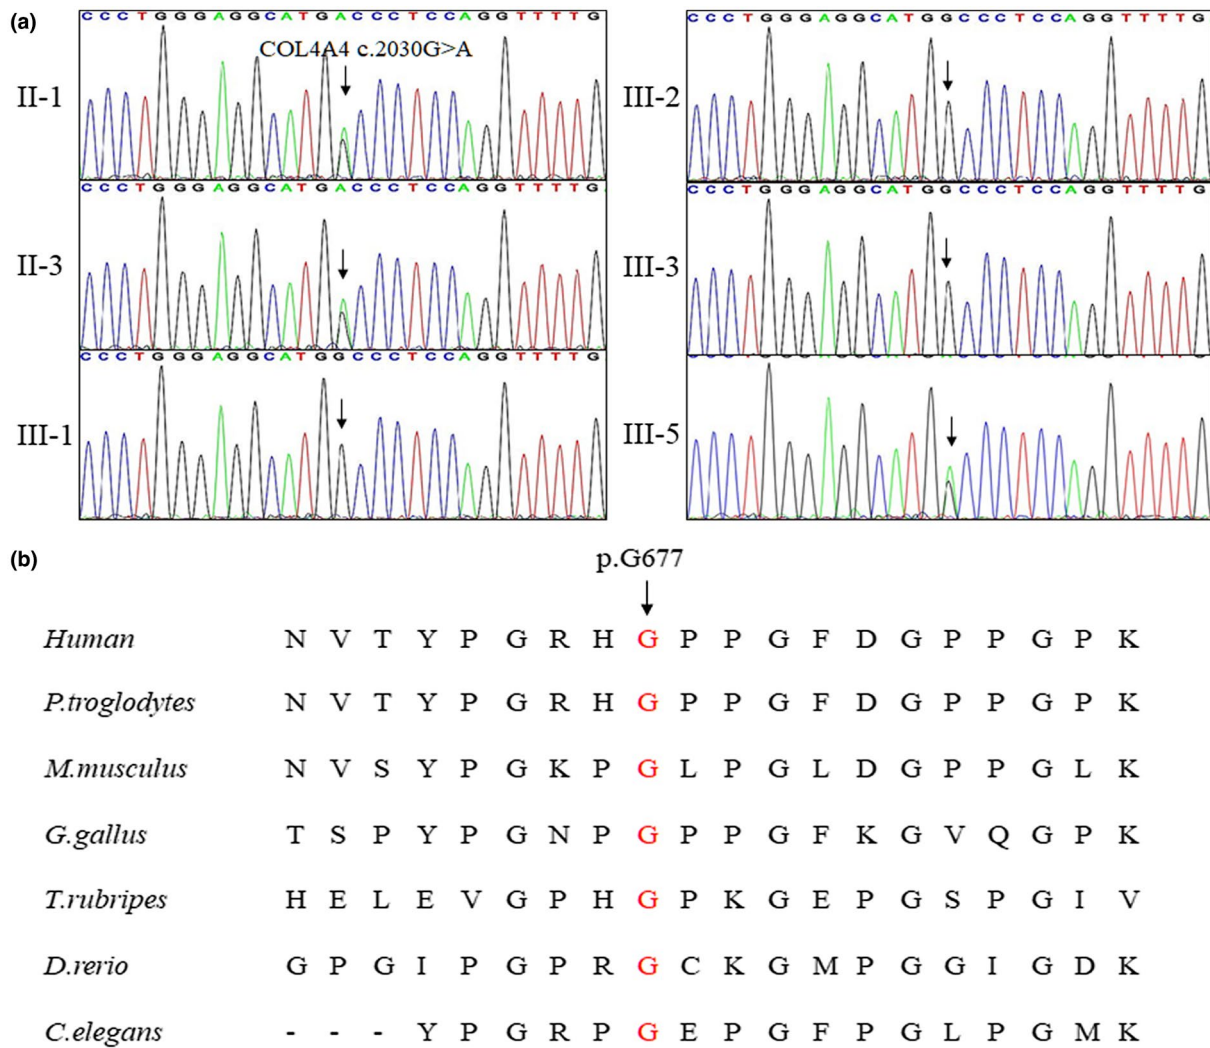 (a)
CCCTGGGAGGCATGACCCTCCAGGTTTTG
COL4A4 c.2030G>A
II-1
CCCTGGGAGGCATGGCCCTCCAGGTTTTG
III-2
CCCTGGGAGGCATGACCCTCCAGGTTTTG
II-3
CCCTGGGAGGCATGGCCCTCCAGGTTTTG
III-3
CCCTGGGAGGCATGGCCCTCCAGGTTTTG
III-1
III-5
(b)
p.G677
Human N V T Y P G R H G P P G F D G P P G P K
P.troglodytes N V T Y P G R H G P P G F D G P P G P K
M.musculus N V S Y P G K P G L P G L D G P P G L K
G.gallus T S P Y P G N P G P P G F K G V Q G P K
T.rubripes H E L E V G P H G P K G E P G S P G I V
D.rerio G P G I P G P R G C K G M P G G I G D K
C.elegans - - - Y P G R P G E P G F P G L P G M K